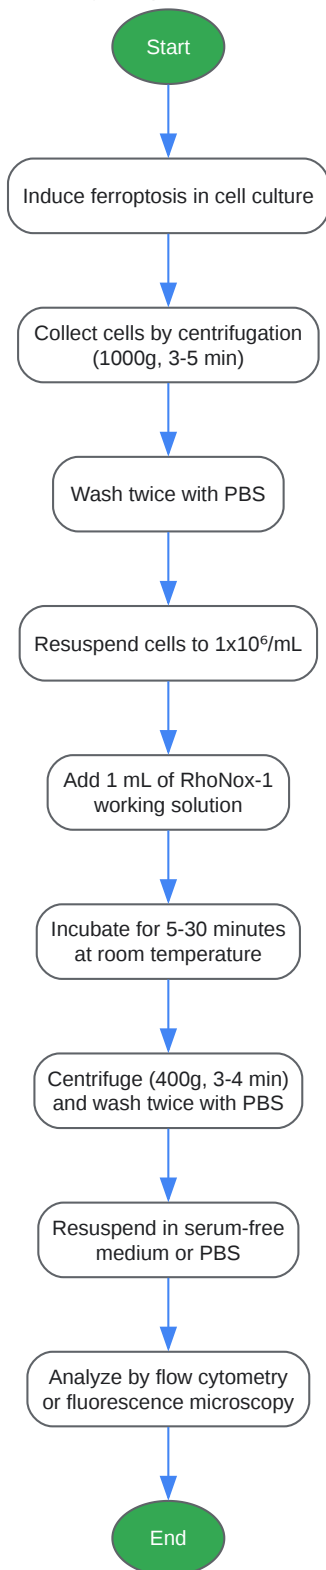 Start
Induce ferroptosis in cell culture
Collect cells by centrifugation
(1000g, 3-5 min)
Wash twice with PBS
Resuspend cells to 1x10⁶/mL
Add 1 mL of RhoNox-1
working solution
Incubate for 5-30 minutes
at room temperature
Centrifuge (400g, 3-4 min)
and wash twice with PBS
Resuspend in serum-free
medium or PBS
Analyze by flow cytometry
or fluorescence microscopy
End